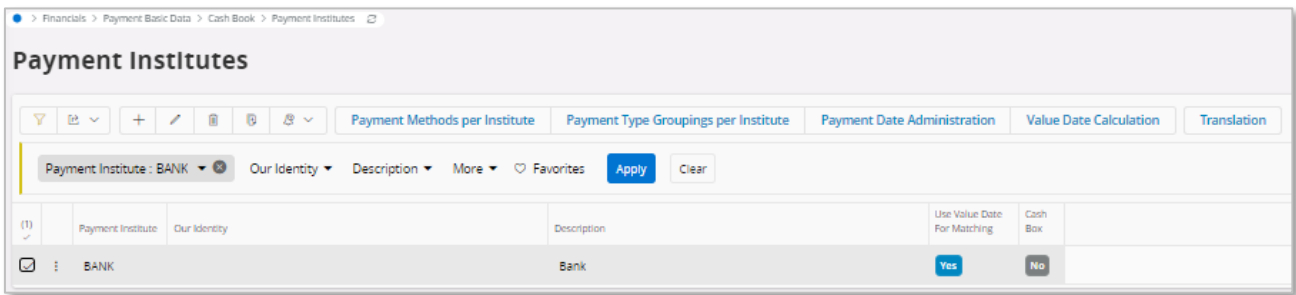 > Financials > Payment Basic Data > Cash Book > Payment Institutes
Payment Institutes
Payment Methods per Institute Payment Type Groupings per Institute Payment Date Administration Value Date Calculation Translation
Payment Institute : BANK Our Identity Description More Favorites Apply Clear
(1) Payment Institute Our Identity Description Use Value Date For Matching Cash Box
BANK Bank Yes No